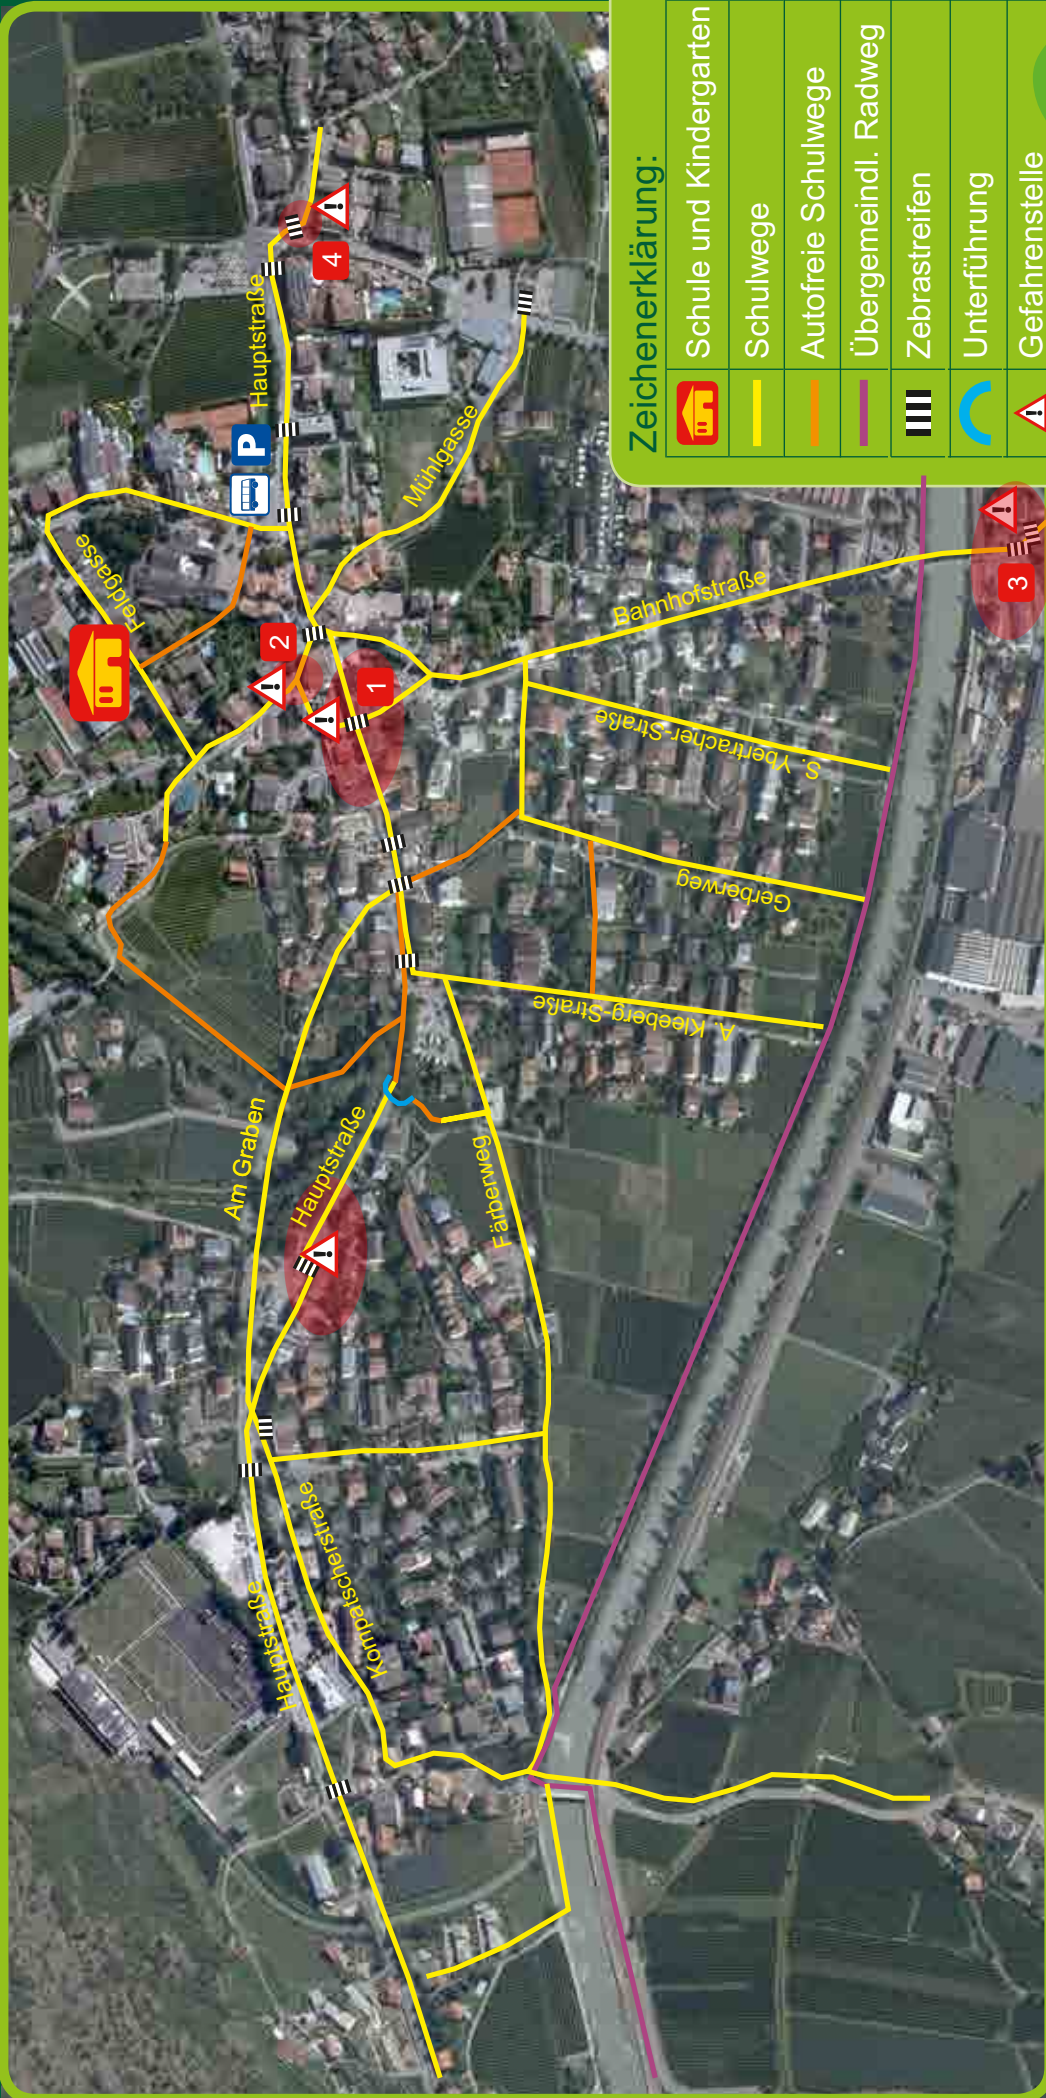 Hauptstraße
Kompatscherstraße
Am Graben
Hauptstraße
Färberweg
A. Kleeberg-Straße
Gerberweg
S. Ybertracher-Straße
Feldgasse
1
2
P
Bahnhofstraße
3
Mühlgasse
Hauptstraße
4
Zeichenerklärung:
Schule und Kindergarten
Schulwege
Autofreie Schulwege
Übergemeindl. Radweg
Zebrastreifen
Unterführung
Gefahrenstelle